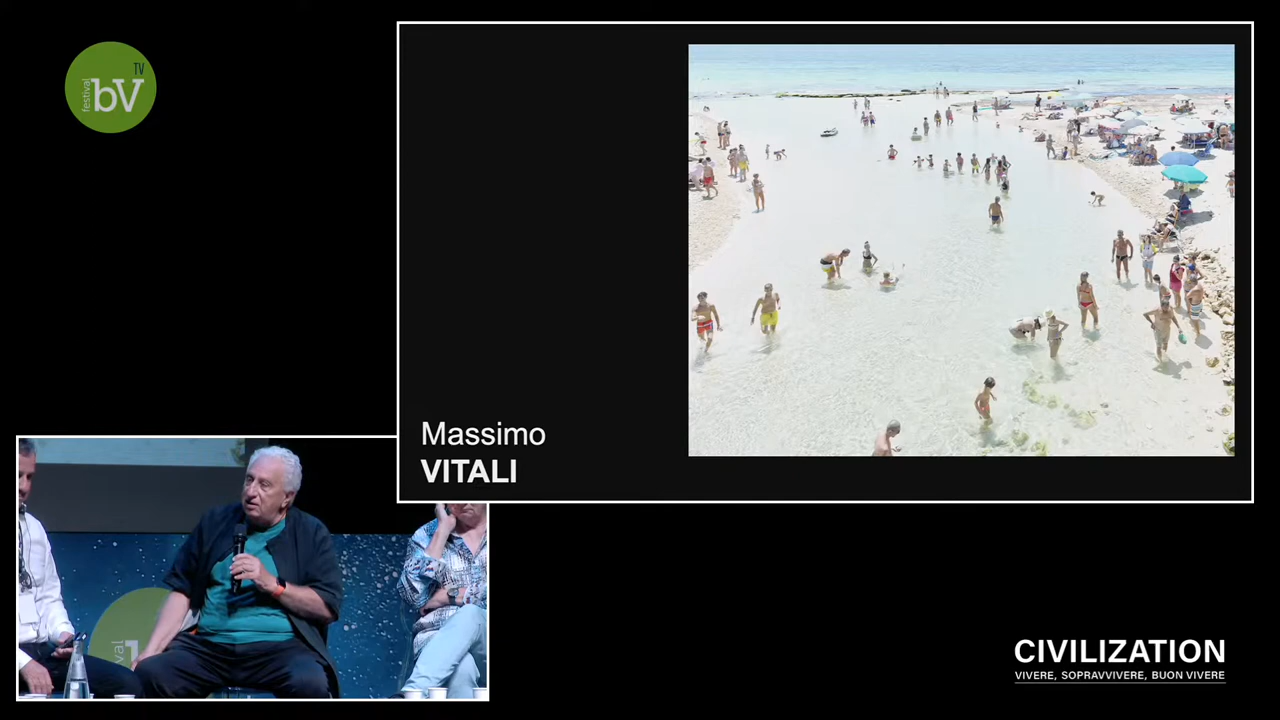 festival
bV
TV
Massimo
VITALI
CIVILIZATION
VIVERE, SOPRAVVIVERE, BUON VIVERE